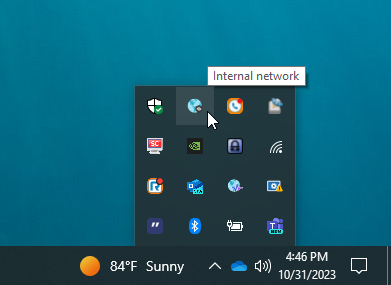 Internal network
SC
84°F Sunny
4:46 PM
10/31/2023